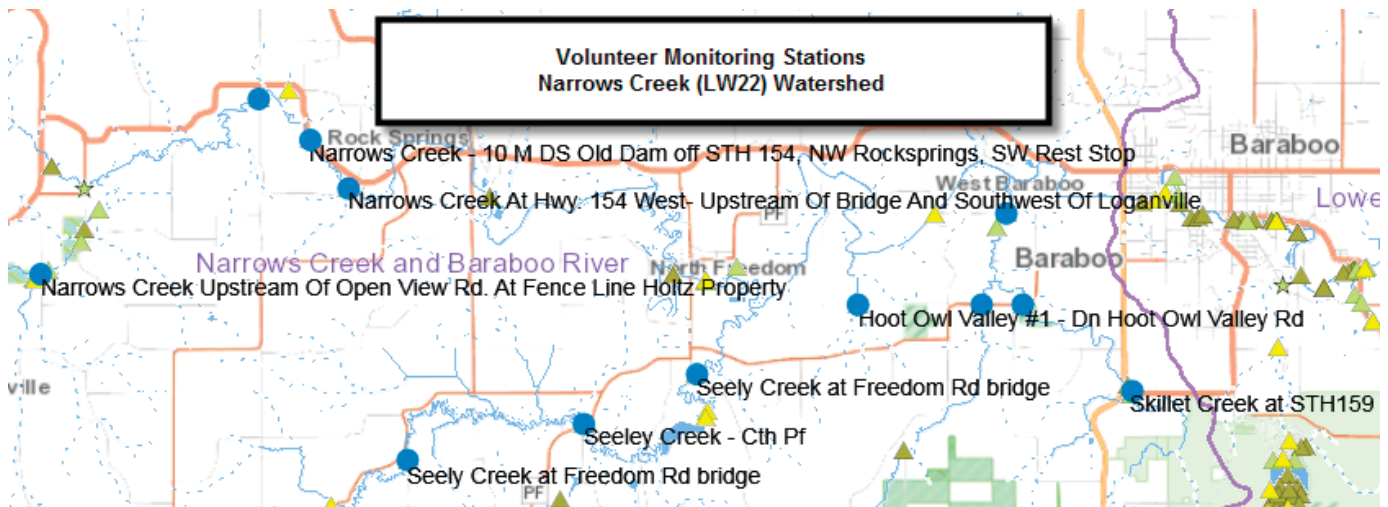 Volunteer Monitoring Stations
Narrows Creek (LW22) Watershed
Rock Springs
Baraboo
Narrows Creek - 10 M DS Old Dam off STH 154, NW Rocksprings, SW Rest Stop
West Baraboo
Narrows Creek At Hwy. 154 West- Upstream Of Bridge And Southwest Of Loganville
Lowe
PF
Narrows Creek and Baraboo River
North Freedom
Baraboo
Narrows Creek Upstream Of Open View Rd. At Fence Line Holtz Property
Hoot Owl Valley #1 - Dn Hoot Owl Valley Rd
ville
Seely Creek at Freedom Rd bridge
Skillet Creek at STH159
Seeley Creek - Cth Pf
Seely Creek at Freedom Rd bridge
PF